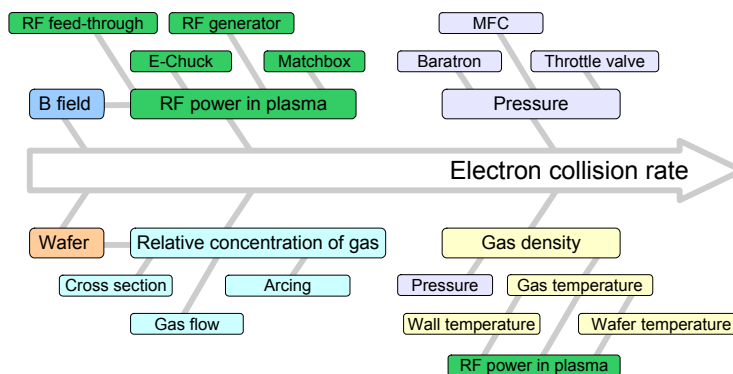 RF feed-through
RF generator
MFC
E-Chuck
Matchbox
Baratron
Throttle valve
B field
RF power in plasma
Pressure
Electron collision rate
Wafer
Relative concentration of gas
Gas density
Cross section
Arcing
Pressure
Gas temperature
Gas flow
Wall temperature
Wafer temperature
RF power in plasma